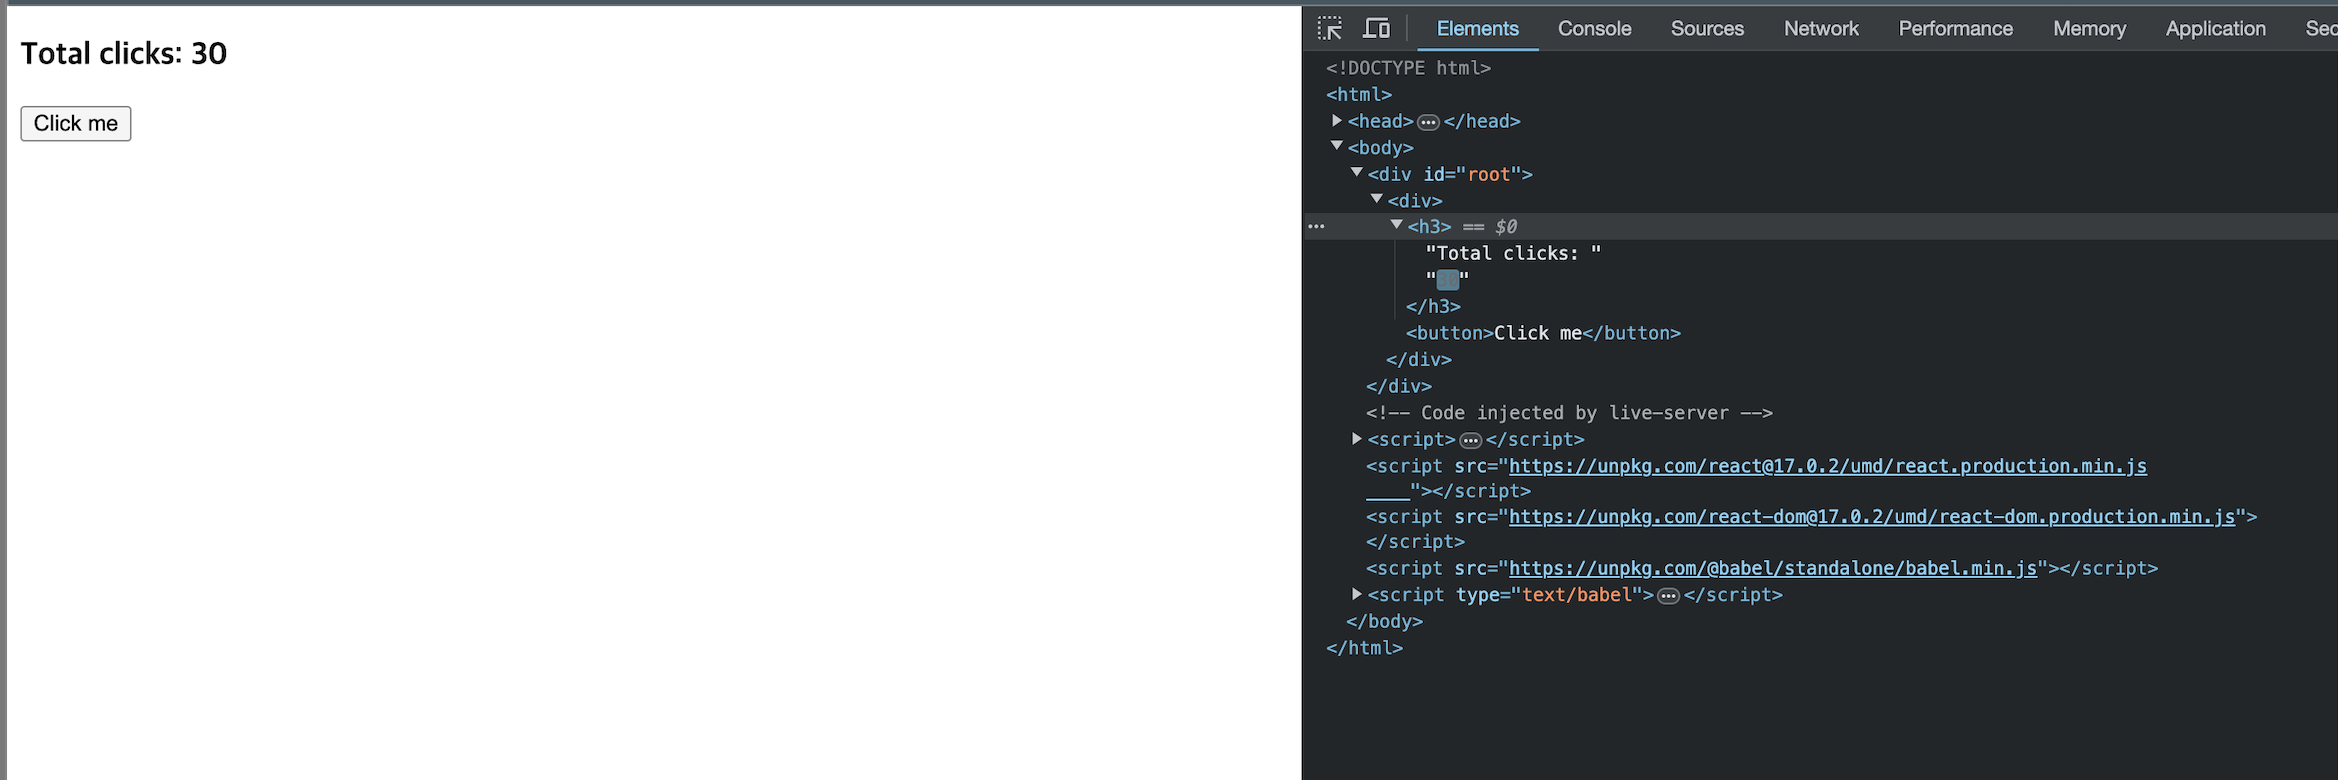 Total clicks: 30
Click me
Elements Console Sources Network Performance Memory Application Sec
<!DOCTYPE html>
<html>
<head> ••• </head>
<body>
<div id="root">
<div>
••• <h3> == $0
"Total clicks: "
"30"
</h3>
<button>Click me</button>
</div>
</div>
<!-- Code injected by live-server -->
<script> ••• </script>
<script src="https://unpkg.com/react@17.0.2/umd/react.production.min.js
"></script>
<script src="https://unpkg.com/react-dom@17.0.2/umd/react-dom.production.min.js">
</script>
<script src="https://unpkg.com/@babel/standalone/babel.min.js"></script>
<script type="text/babel"> ••• </script>
</body>
</html>